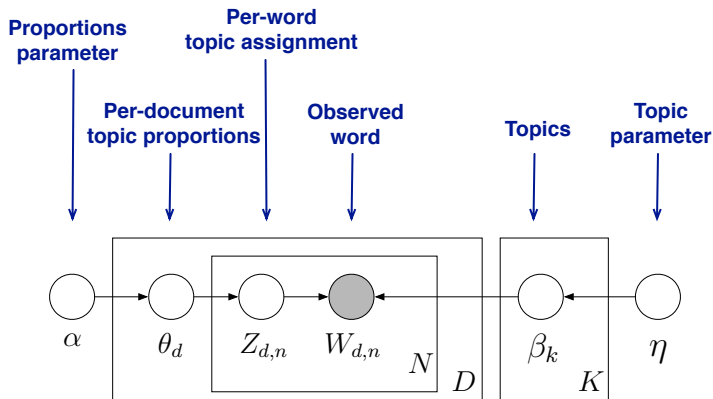 Proportions
parameter
Per-word
topic assignment
Per-document
topic proportions
Observed
word
Topics
Topic
parameter
α
θ_d
Z_{d,n}
W_{d,n}
N
D
β_k
K
η